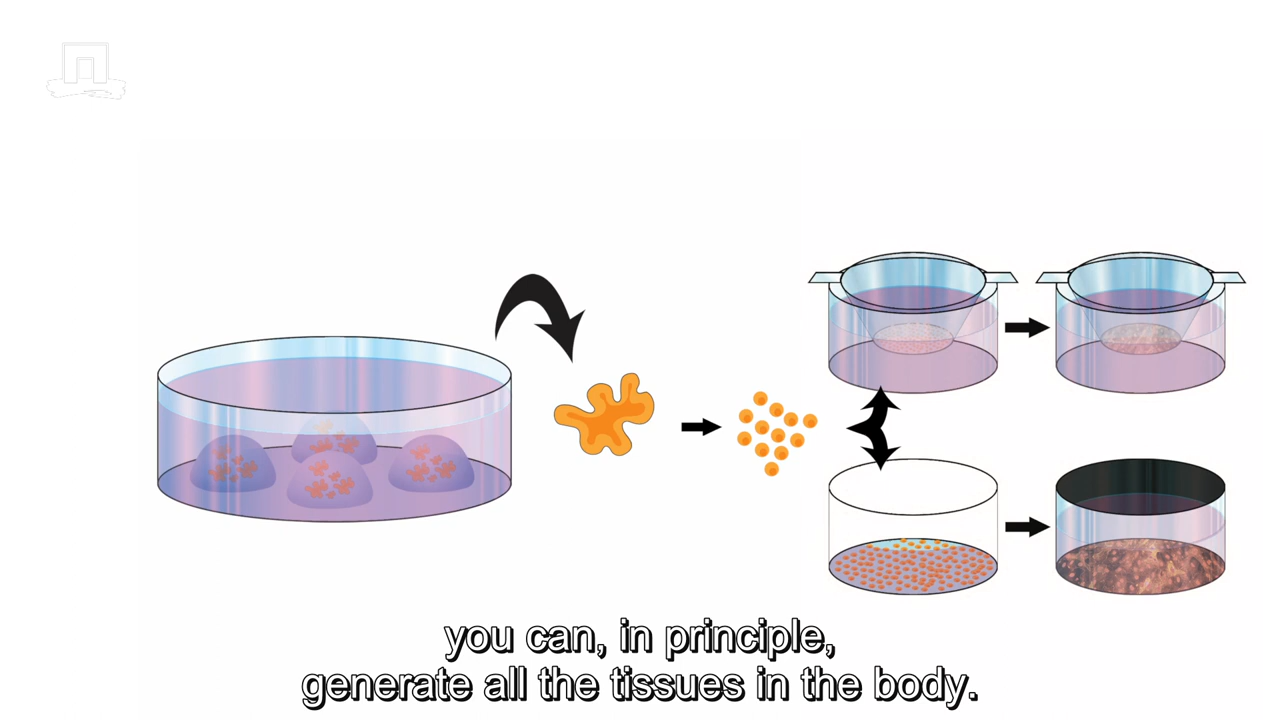 you can, in principle,
generate all the tissues in the body.